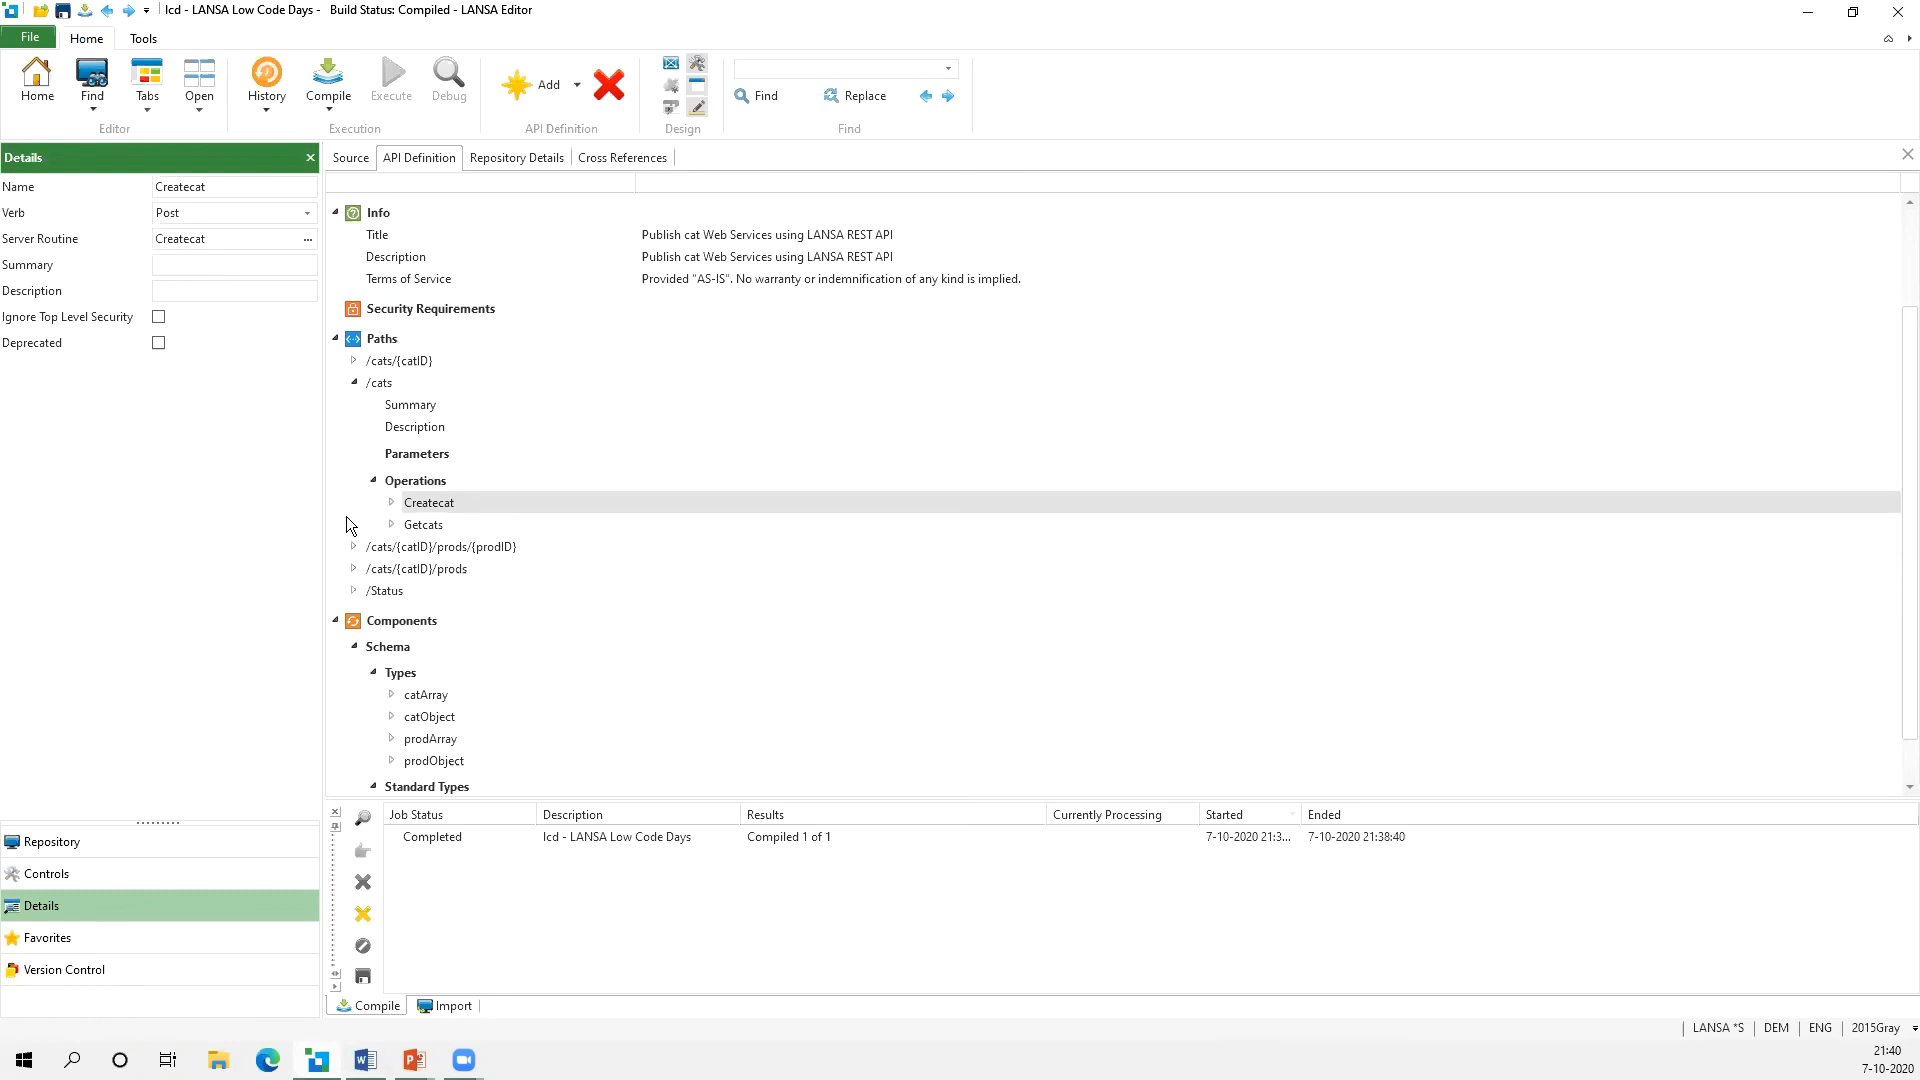 lcd - LANSA Low Code Days -   Build Status: Compiled - LANSA Editor
File Home Tools
Home Find Tabs Open History Compile Execute Debug Add Find Replace
Editor Execution API Definition Design Find
Details
Name Createcat
Verb Post
Server Routine Createcat ...
Summary
Description
Ignore Top Level Security
Deprecated
Repository
Controls
Details
Favorites
Version Control
Source API Definition Repository Details Cross References
Info
Title Publish cat Web Services using LANSA REST API
Description Publish cat Web Services using LANSA REST API
Terms of Service Provided "AS-IS". No warranty or indemnification of any kind is implied.
Security Requirements
Paths
/cats/{catID}
/cats
Summary
Description
Parameters
Operations
Createcat
Getcats
/cats/{catID}/prods/{prodID}
/cats/{catID}/prods
/Status
Components
Schema
Types
catArray
catObject
prodArray
prodObject
Standard Types
Job Status Description Results Currently Processing Started Ended
Completed lcd - LANSA Low Code Days Compiled 1 of 1 7-10-2020 21:3... 7-10-2020 21:38:40
Compile Import
LANSA *S DEM ENG 2015Gray
21:40
7-10-2020